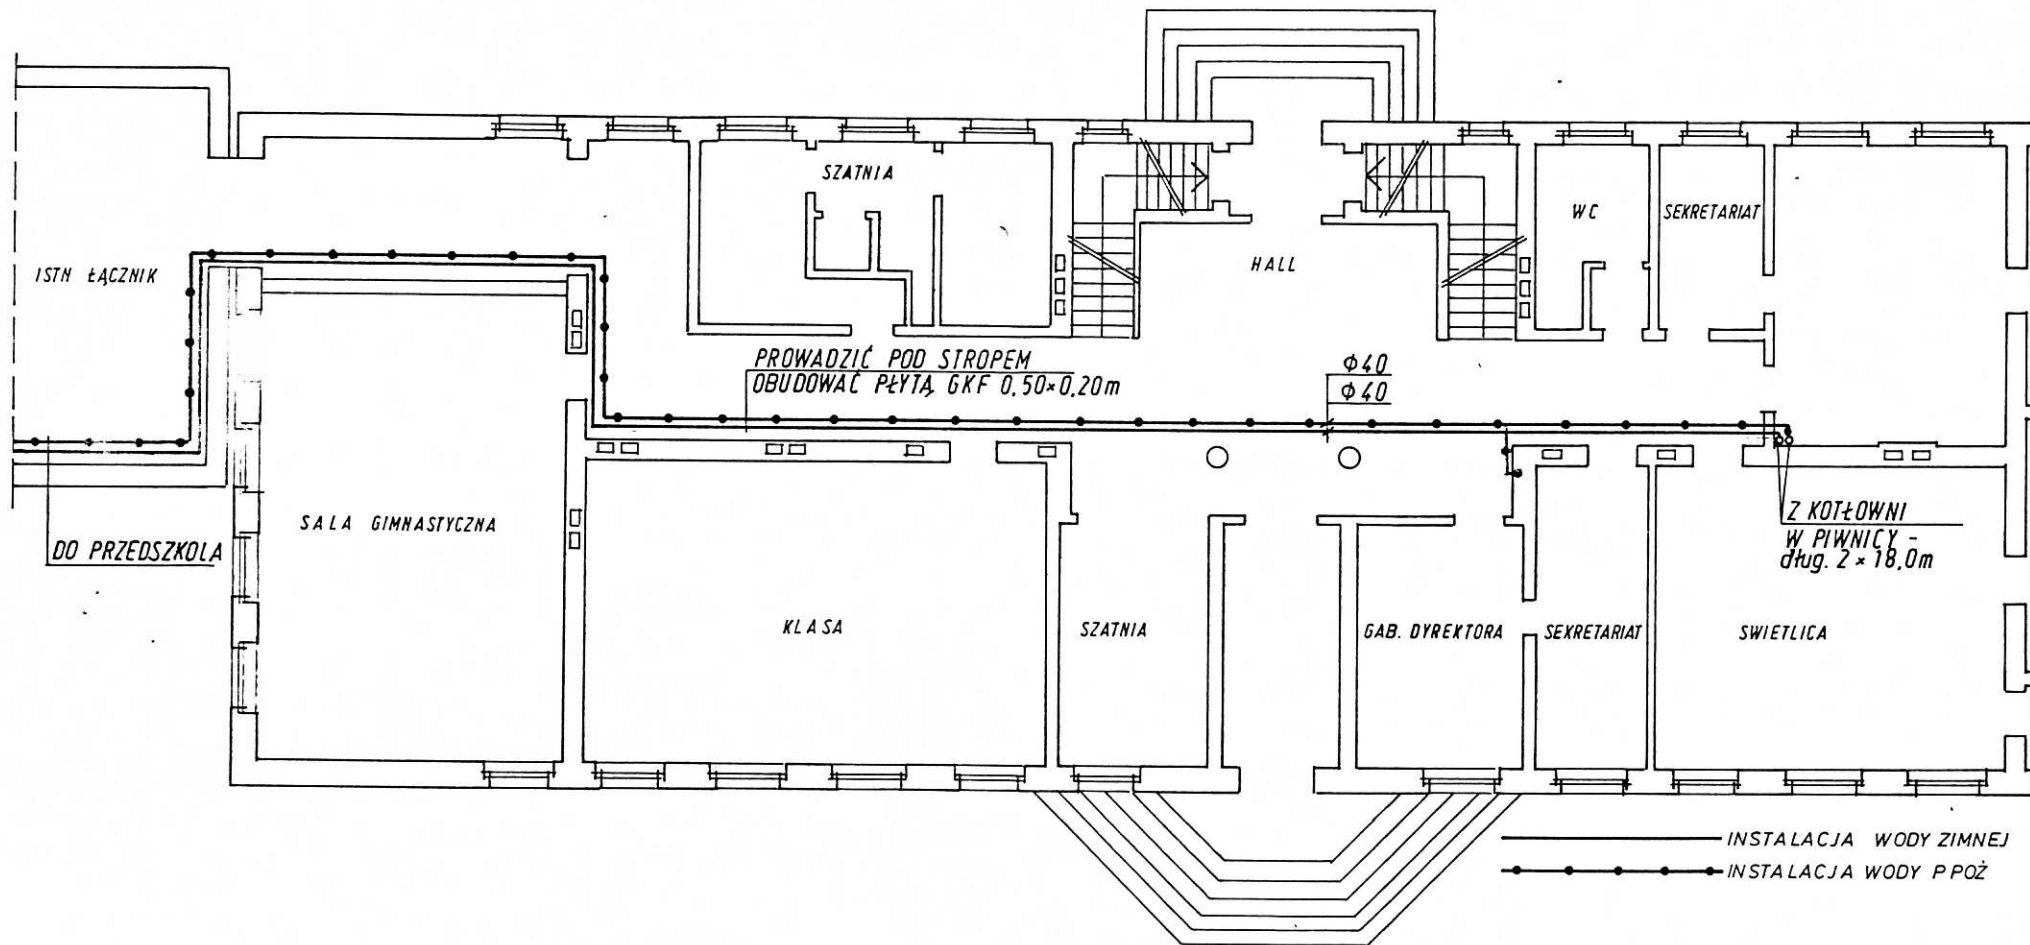 SZATNIA
WC
SEKRETARIAT
HALL
ISTN ŁĄCZNIK
PROWADZIĆ POD STROPEM
OBUDOWAĆ PŁYTĄ GKF 0,50×0,20m
Φ40
Φ40
SALA GIMNASTYCZNA
DO PRZEDSZKOLA
Z KOTŁOWNI
W PIWNICY -
dług. 2×18,0m
KLASA
SZATNIA
GAB. DYREKTORA
SEKRETARIAT
SWIETLICA
INSTALACJA WODY ZIMNEJ
INSTALACJA WODY PPOŻ